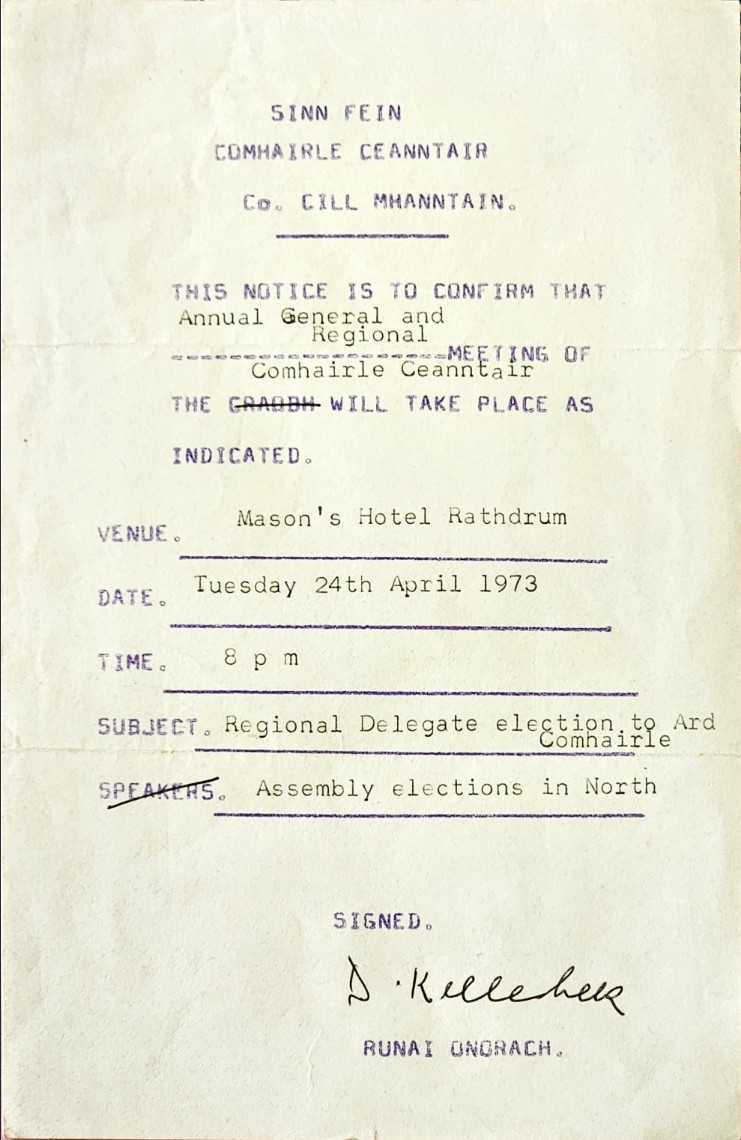 SINN FEIN
COMHAIRLE CEANNTAIR
Co. CILL MHANNTAIN.
THIS NOTICE IS TO CONFIRM THAT
Annual General and
Regional
-------------------MEETING OF
Comhairle Ceanntair
THE CRAOBH WILL TAKE PLACE AS
INDICATED.
VENUE. Mason's Hotel Rathdrum
DATE. Tuesday 24th April 1973
TIME. 8 p m
SUBJECT. Regional Delegate election to Ard
Comhairle
SPEAKERS. Assembly elections in North
SIGNED.
D. Kelleher
RUNAI ONORACH.